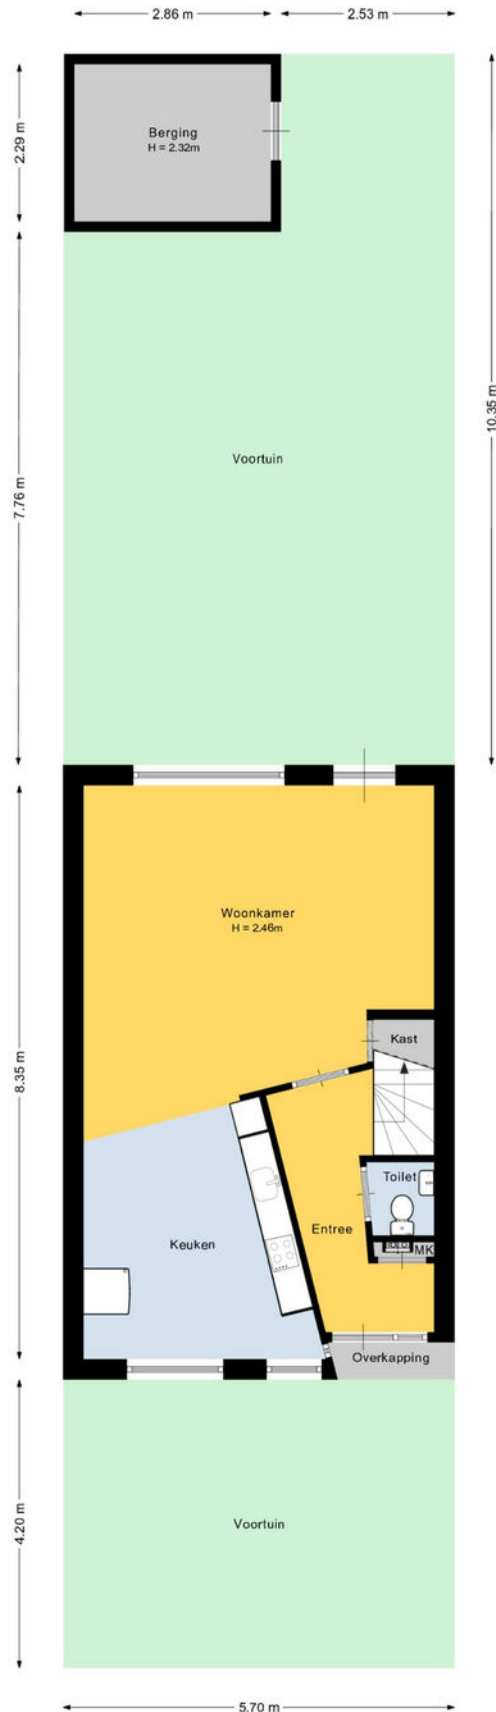 2.86 m
2.53 m
2.29 m
Berging
H = 2.32m
10.35 m
7.76 m
Voortuin
Woonkamer
H = 2.46m
8.35 m
Kast
Toilet
Entree
Keuken
MK
Overkapping
4.20 m
Voortuin
5.70 m